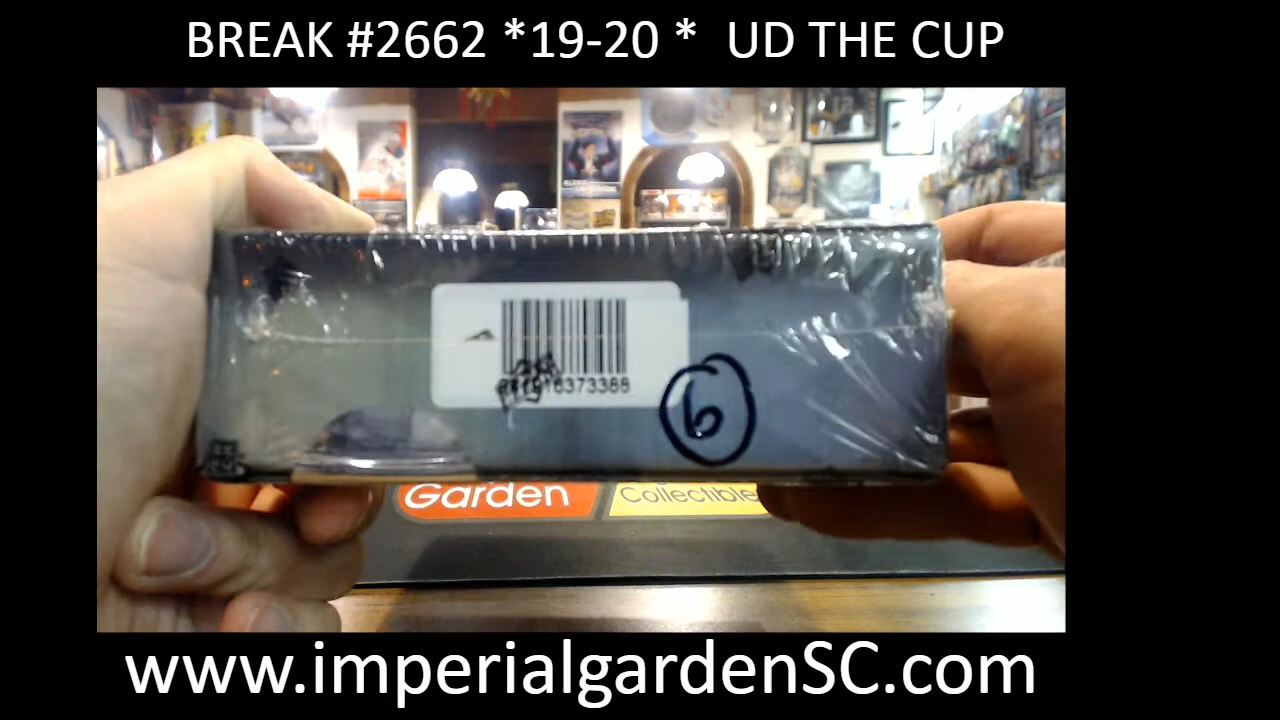 BREAK #2662 *19-20 * UD THE CUP
6
Garden
Collectible
www.imperialgardenSC.com